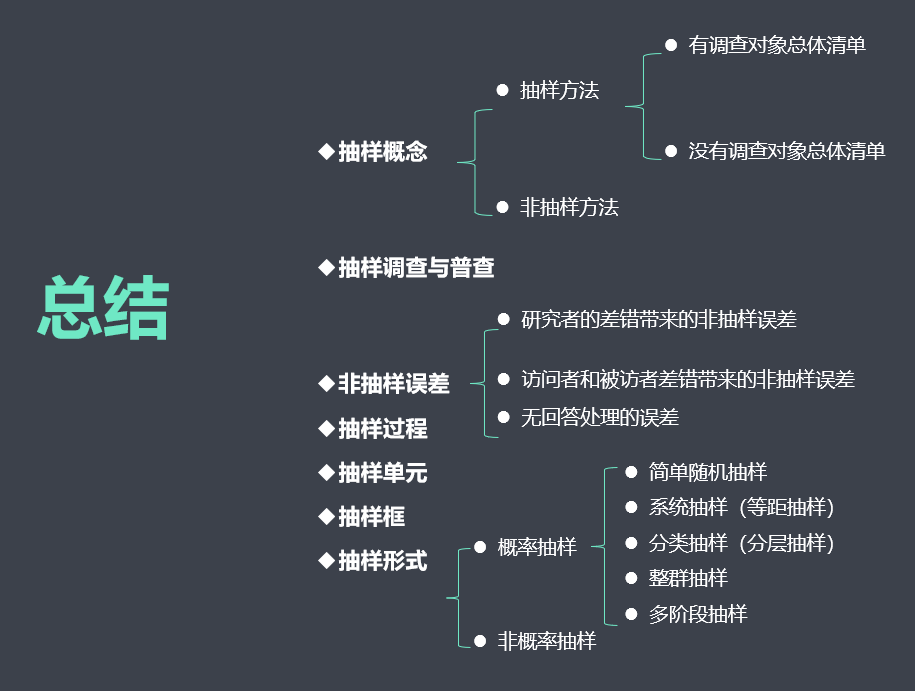 总结
◆抽样概念
● 抽样方法
● 有调查对象总体清单
● 没有调查对象总体清单
● 非抽样方法
◆抽样调查与普查
◆非抽样误差
● 研究者的差错带来的非抽样误差
● 访问者和被访者差错带来的非抽样误差
● 无回答处理的误差
◆抽样过程
◆抽样单元
◆抽样框
◆抽样形式
● 概率抽样
● 简单随机抽样
● 系统抽样（等距抽样）
● 分类抽样（分层抽样）
● 整群抽样
● 多阶段抽样
● 非概率抽样